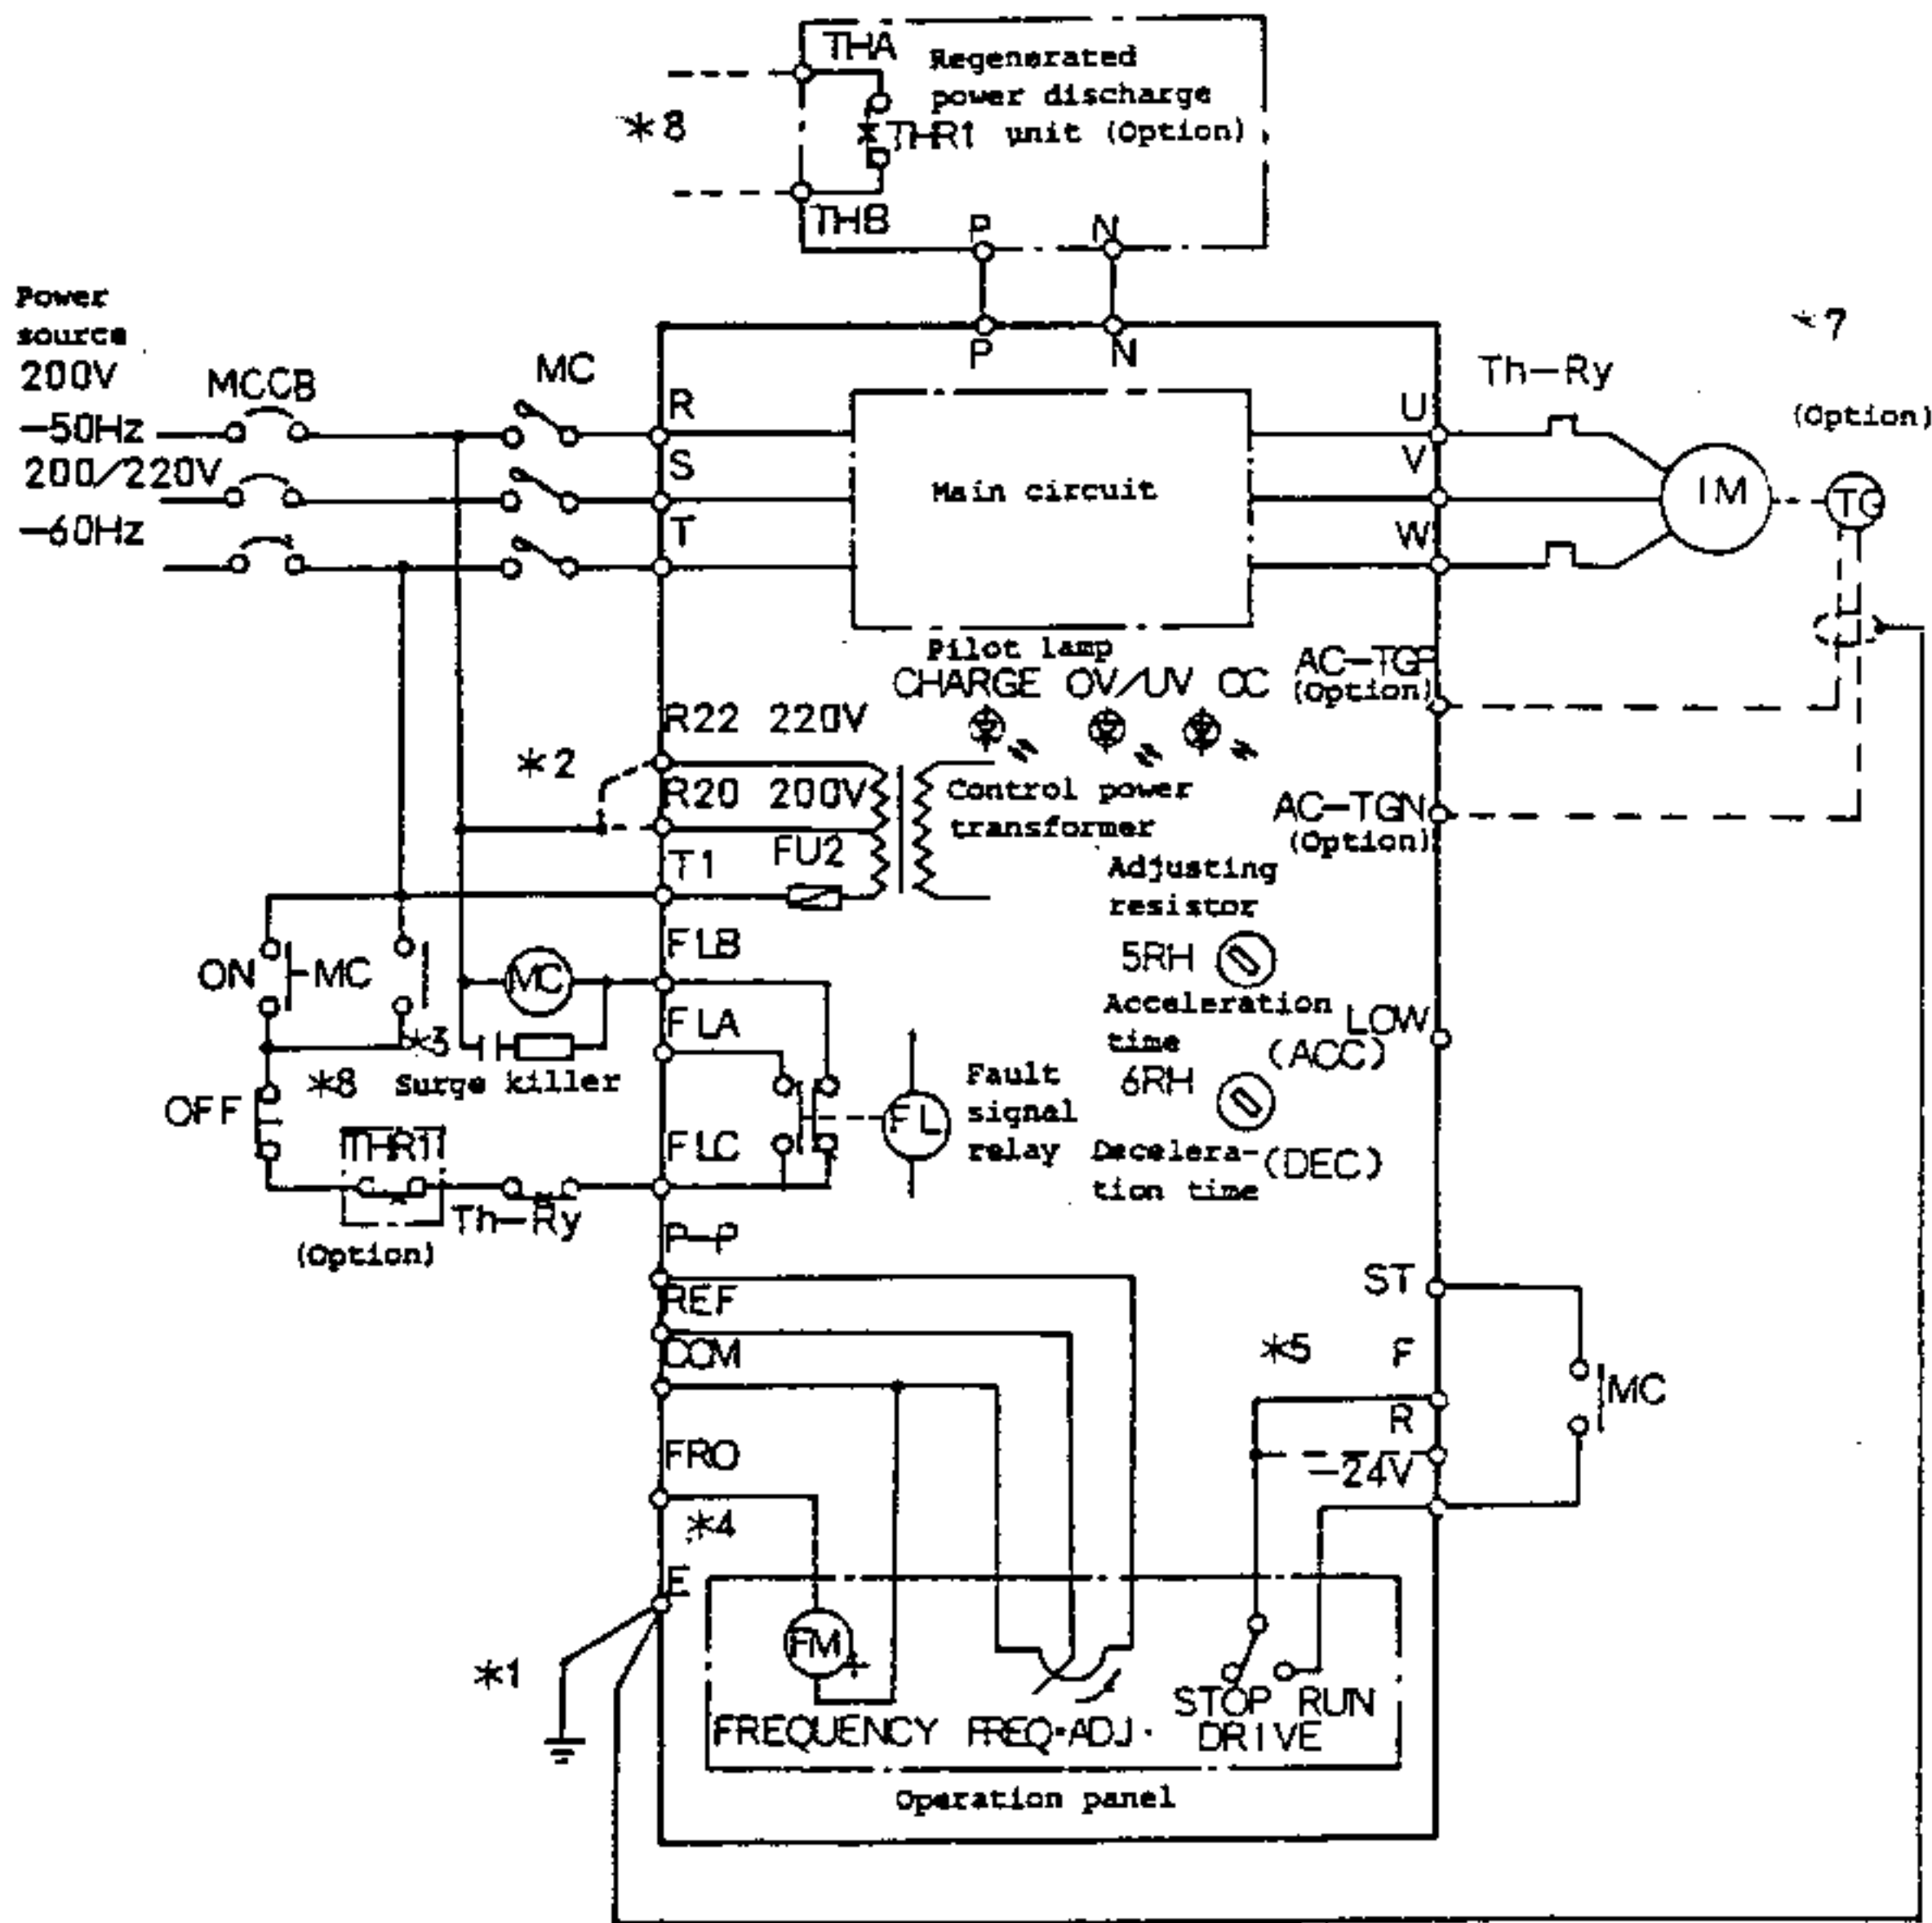 THA
Regenerated
power discharge
unit (Option)
*8
THR1
THB
P
N
Power
source
200V
-50Hz
200/220V
-60Hz
MCCB
MC
P
N
R
S
T
Main circuit
U
V
W
Th-Ry
*7
(Option)
IM
TG
Pilot lamp
CHARGE OV/UV OC
AC-TGP
(Option)
R22 220V
*2
R20 200V
Control power
transformer
AC-TGN
(Option)
T1
FU2
Adjusting
resistor
FLB
5RH
ON
MC
MC
FLA
Acceleration
time
LOW
(ACC)
*3
*8
Surge killer
6RH
OFF
Fault
signal
relay
FL
THR1
FLC
Decelera-
tion time
(DEC)
Th-Ry
(Option)
P-P
REF
COM
ST
*5
F
MC
R
FRO
-24V
*4
E
*1
FM
+
STOP RUN
FREQUENCY FREQ·ADJ·
DRIVE
Operation panel